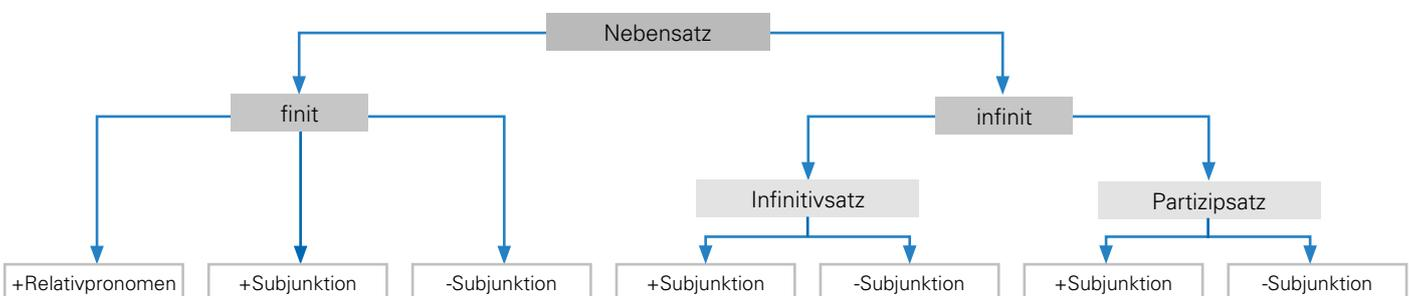 Nebensatz
finit
infinit
Infinitivsatz
Partizipsatz
+Relativpronomen
+Subjunktion
-Subjunktion
+Subjunktion
-Subjunktion
+Subjunktion
-Subjunktion